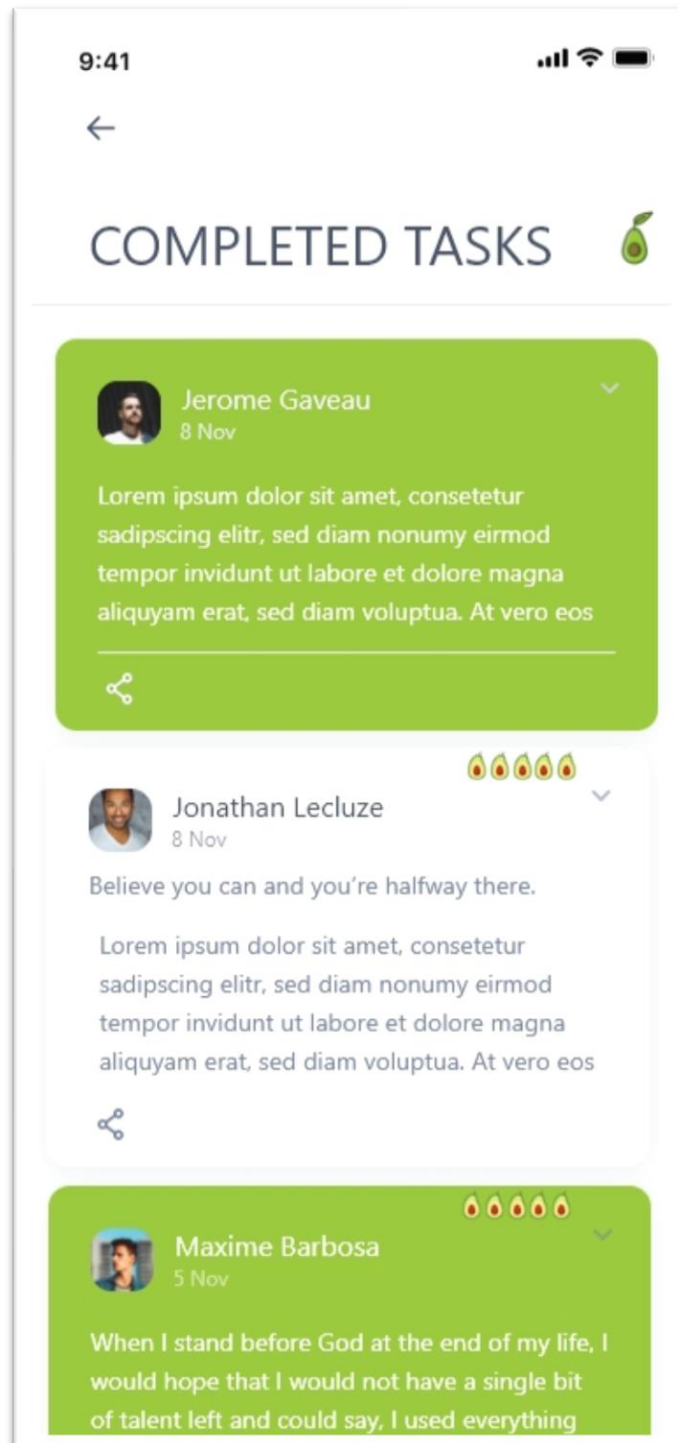 9:41
COMPLETED TASKS
Jerome Gaveau
8 Nov
Lorem ipsum dolor sit amet, consetetur
sadipscing elitr, sed diam nonumy eirmod
tempor invidunt ut labore et dolore magna
aliquyam erat, sed diam voluptua. At vero eos
Jonathan Lecluze
8 Nov
Believe you can and you’re halfway there.
Lorem ipsum dolor sit amet, consetetur
sadipscing elitr, sed diam nonumy eirmod
tempor invidunt ut labore et dolore magna
aliquyam erat, sed diam voluptua. At vero eos
Maxime Barbosa
5 Nov
When I stand before God at the end of my life, I
would hope that I would not have a single bit
of talent left and could say, I used everything